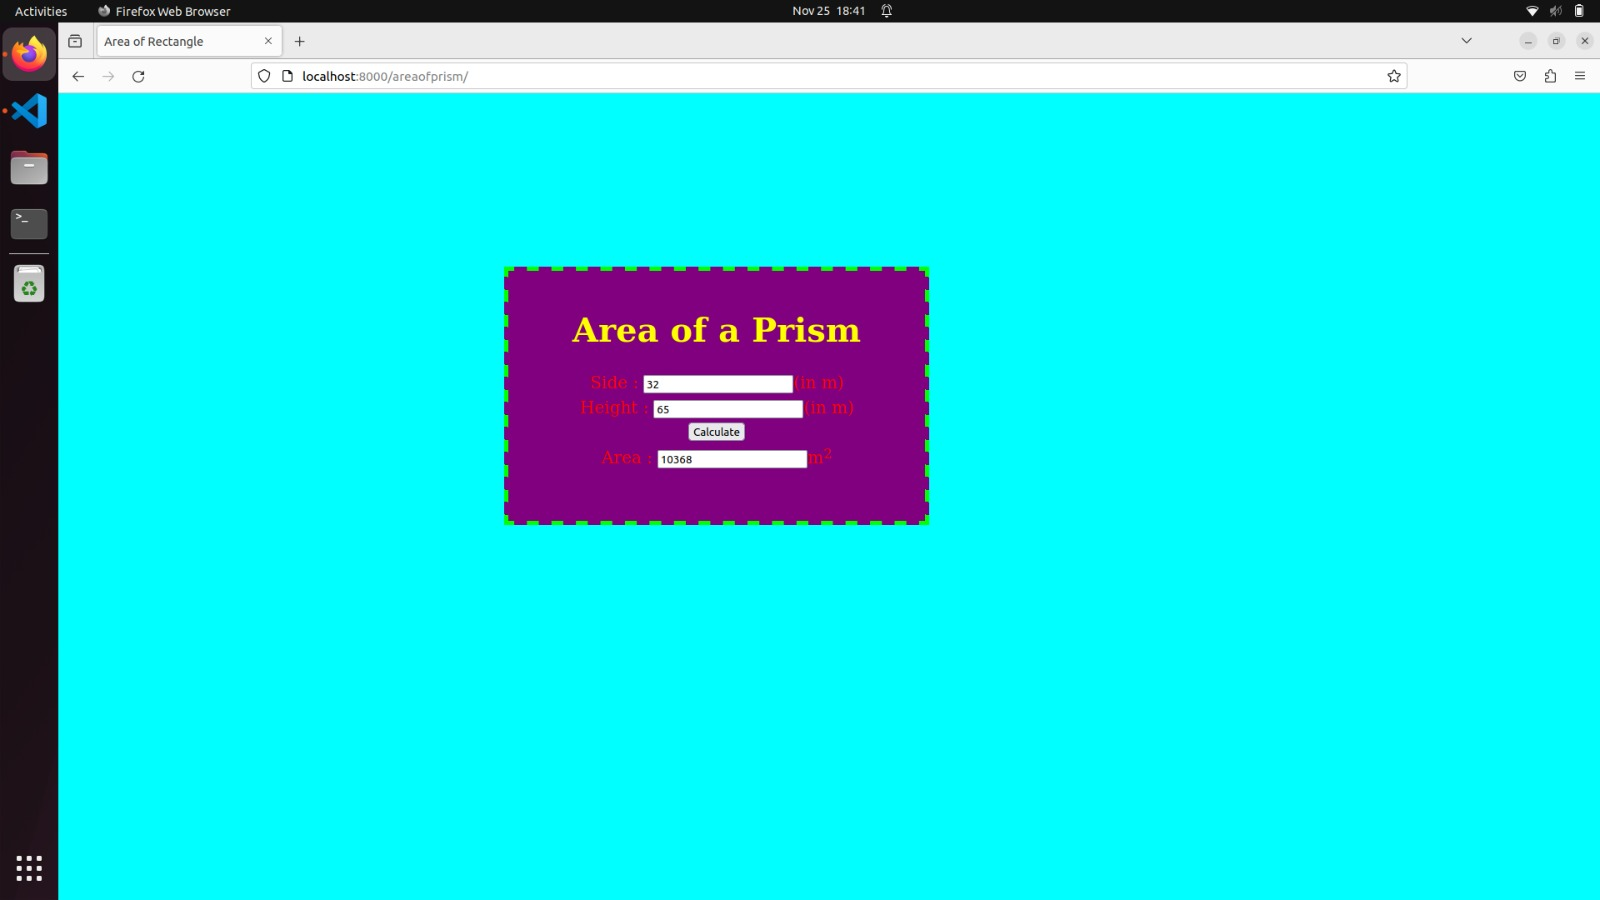 Activities Firefox Web Browser Nov 25 18:41
Area of Rectangle
localhost:8000/areaofprism/
>_
Area of a Prism
Side : 32 (in m)
Height : 65 (in m)
Calculate
Area : 10368 m²